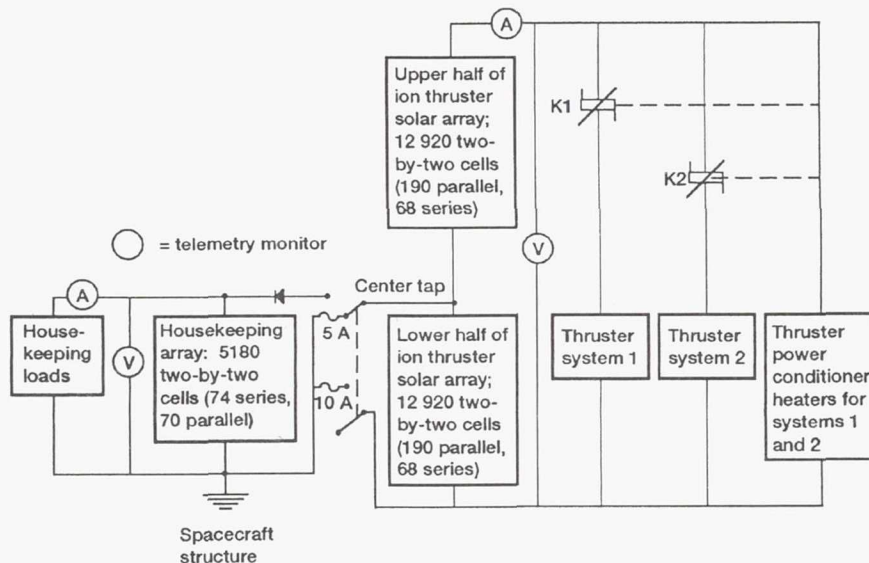 A
Upper half of
ion thruster
solar array;
12 920 two-
by-two cells
(190 parallel,
68 series)
K1
K2
V
= telemetry monitor
Center tap
A
House-
keeping
loads
V
Housekeeping
array: 5180
two-by-two
cells (74 series,
70 parallel)
5 A
10 A
Lower half of
ion thruster
solar array;
12 920 two-
by-two cells
(190 parallel,
68 series)
Thruster
system 1
Thruster
system 2
Thruster
power
conditioner
heaters for
systems 1
and 2
Spacecraft
structure